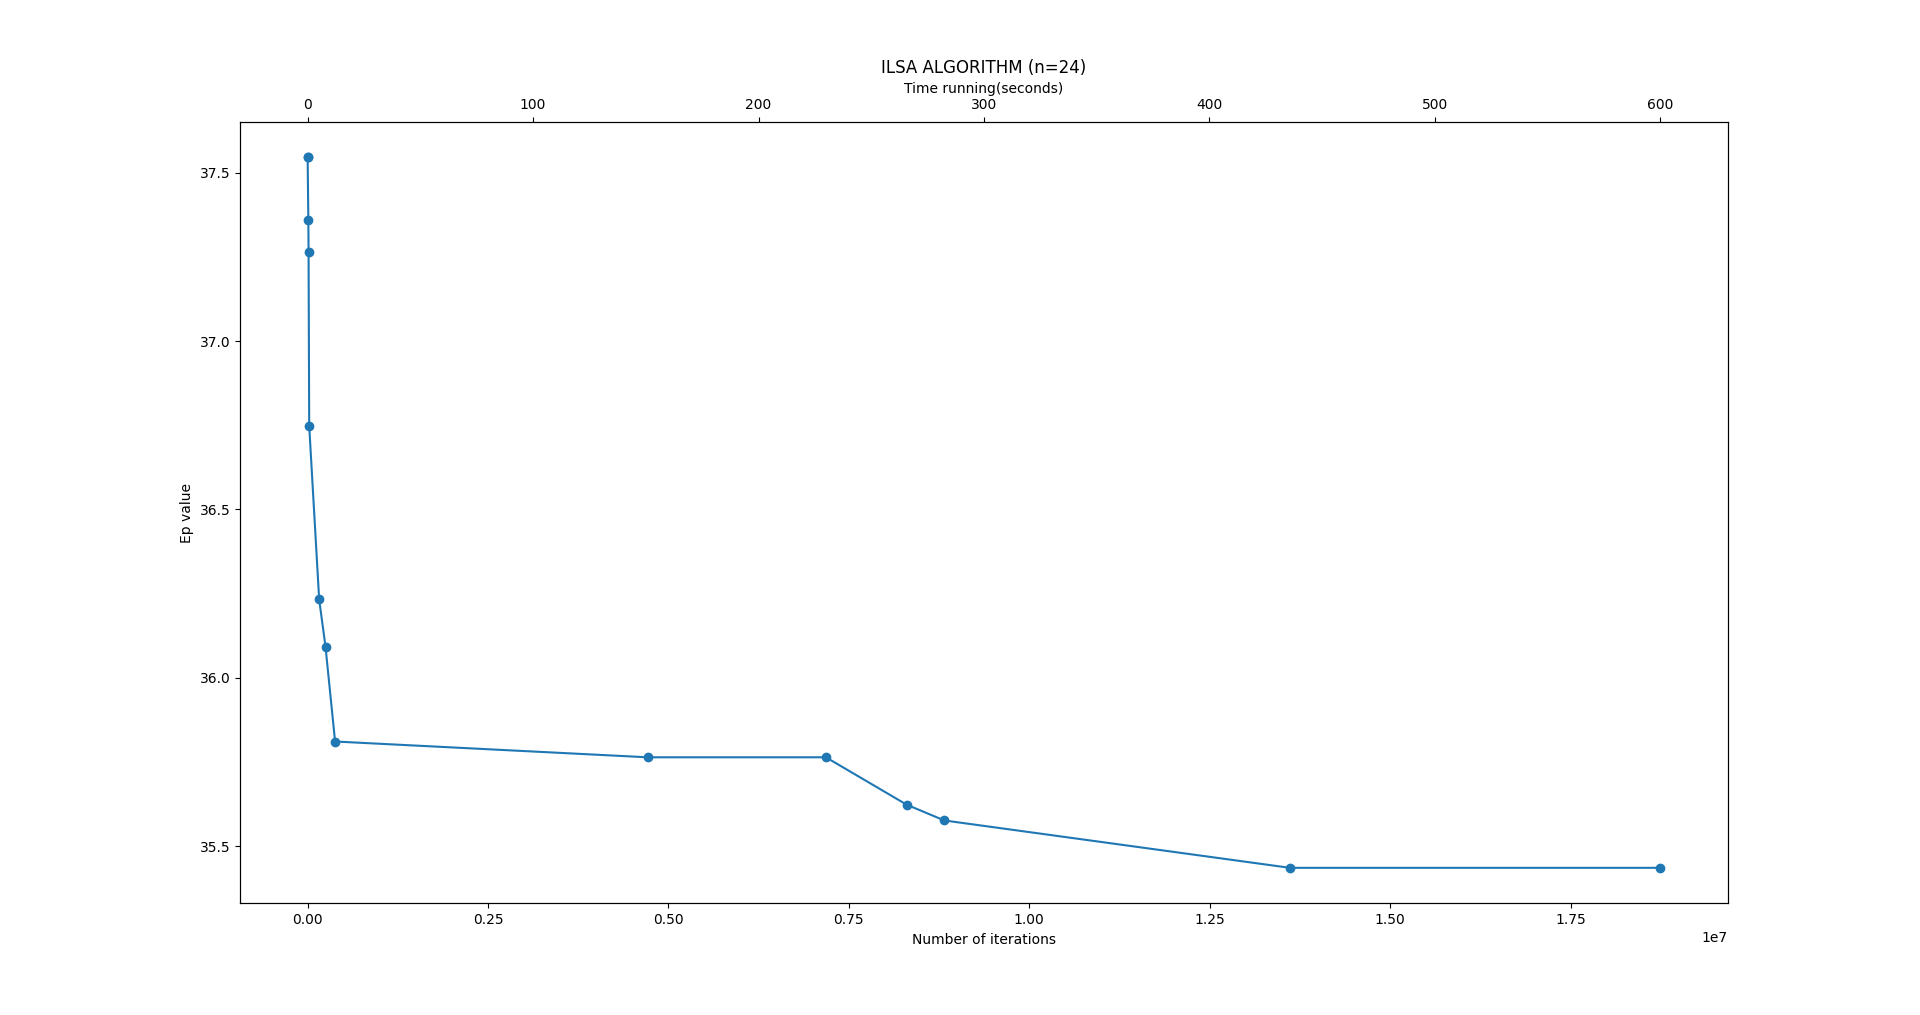 ILSA ALGORITHM (n=24)
Time running(seconds)
0 100 200 300 400 500 600
37.5
37.0
36.5
36.0
35.5
Ep value
0.00 0.25 0.50 0.75 1.00 1.25 1.50 1.75
1e7
Number of iterations